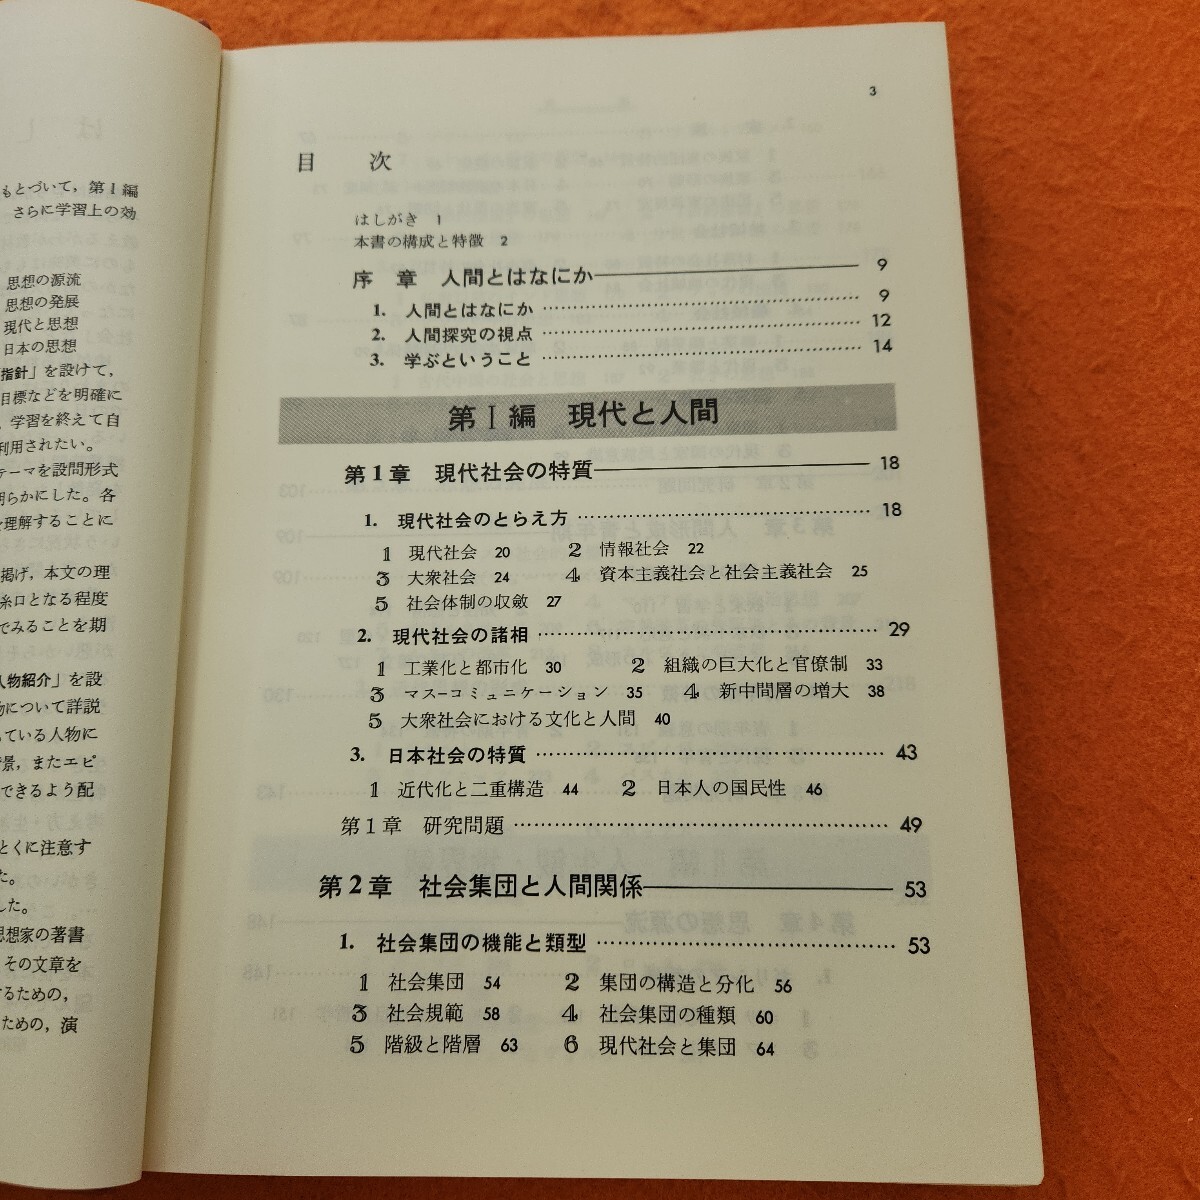 もとづいて，第Ⅰ編
さらに学習上の効
思想の源流
思想の発展
現代と思想
日本の思想
指針」を設けて，
目標などを明確に
学習を終えて自
利用されたい。
テーマを設問形式
明らかにした。各
理解することに
掲げ，本文の理
糸口となる程度
でみることを期
人物紹介」を設
物について詳説
ている人物に
背景，またエピ
できるよう配
とくに注意す
た。
した。
思想家の著書
その文章を
するための，
ための，演
3
目 次
はしがき 1
本書の構成と特徴 2
序 章 人間とはなにか 9
1. 人間とはなにか 9
2. 人間探究の視点 12
3. 学ぶということ 14
第Ⅰ編 現代と人間
第1章 現代社会の特質 18
1. 現代社会のとらえ方 18
1 現代社会 20 2 情報社会 22
3 大衆社会 24 4 資本主義社会と社会主義社会 25
5 社会体制の収斂 27
2. 現代社会の諸相 29
1 工業化と都市化 30 2 組織の巨大化と官僚制 33
3 マス-コミュニケーション 35 4 新中間層の増大 38
5 大衆社会における文化と人間 40
3. 日本社会の特質 43
1 近代化と二重構造 44 2 日本人の国民性 46
第1章 研究問題 49
第2章 社会集団と人間関係 53
1. 社会集団の機能と類型 53
1 社会集団 54 2 集団の構造と分化 56
3 社会規範 58 4 社会集団の種類 60
5 階級と階層 63 6 現代社会と集団 64